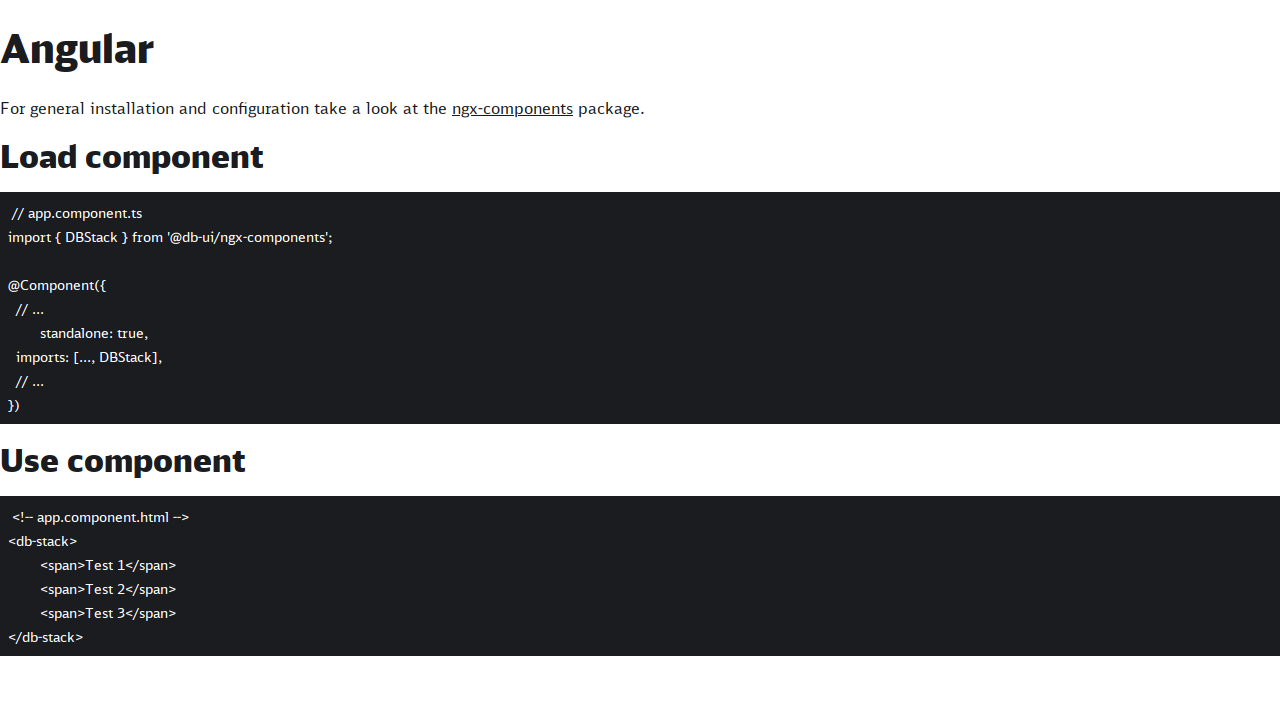 Angular
For general installation and configuration take a look at the ngx-components package.
Load component
// app.component.ts
import { DBStack } from '@db-ui/ngx-components';
@Component({
// ...
standalone: true,
imports: [..., DBStack],
// ...
})
Use component
<!-- app.component.html -->
<db-stack>
<span>Test 1</span>
<span>Test 2</span>
<span>Test 3</span>
</db-stack>